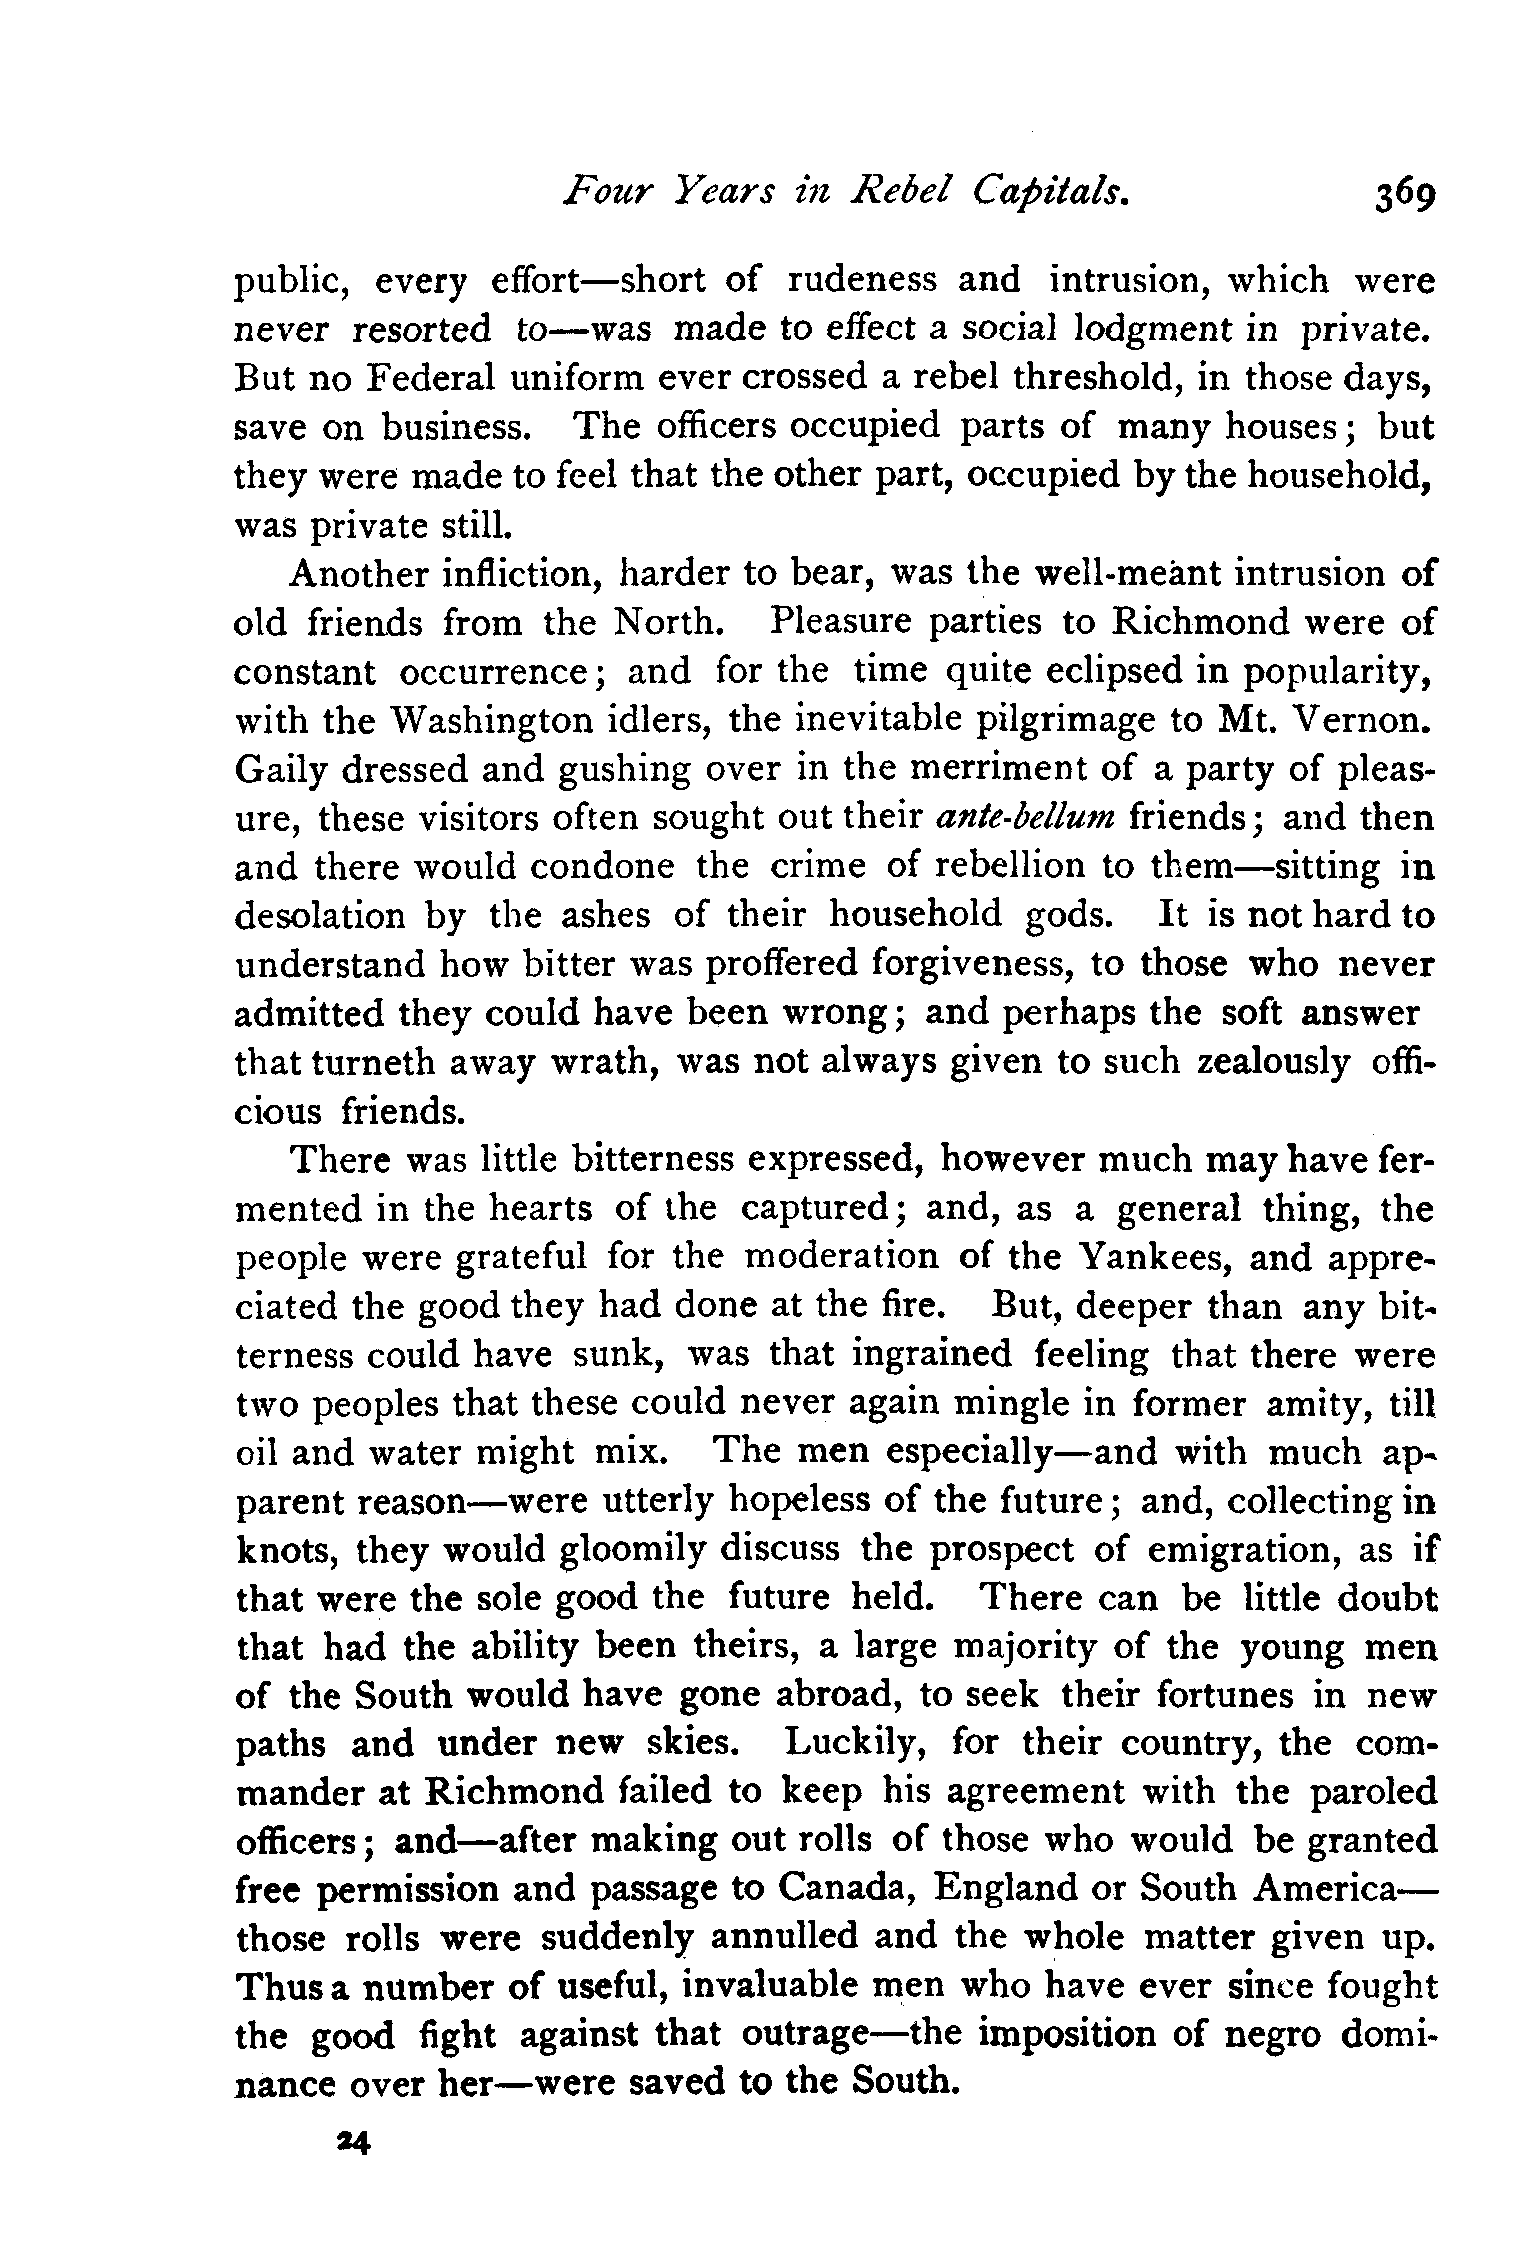 Four Years in Rebel Capitals. 369
public, every effort—short of rudeness and intrusion, which were
never resorted to—was made to effect a social lodgment in private.
But no Federal uniform ever crossed a rebel threshold, in those days,
save on business. The officers occupied parts of many houses; but
they were made to feel that the other part, occupied by the household,
was private still.
Another infliction, harder to bear, was the well-meant intrusion of
old friends from the North. Pleasure parties to Richmond were of
constant occurrence; and for the time quite eclipsed in popularity,
with the Washington idlers, the inevitable pilgrimage to Mt. Vernon.
Gaily dressed and gushing over in the merriment of a party of pleas-
ure, these visitors often sought out their ante-bellum friends; and then
and there would condone the crime of rebellion to them—sitting in
desolation by the ashes of their household gods. It is not hard to
understand how bitter was proffered forgiveness, to those who never
admitted they could have been wrong; and perhaps the soft answer
that turneth away wrath, was not always given to such zealously offi-
cious friends.
There was little bitterness expressed, however much may have fer-
mented in the hearts of the captured; and, as a general thing, the
people were grateful for the moderation of the Yankees, and appre-
ciated the good they had done at the fire. But, deeper than any bit-
terness could have sunk, was that ingrained feeling that there were
two peoples that these could never again mingle in former amity, till
oil and water might mix. The men especially—and with much ap-
parent reason—were utterly hopeless of the future; and, collecting in
knots, they would gloomily discuss the prospect of emigration, as if
that were the sole good the future held. There can be little doubt
that had the ability been theirs, a large majority of the young men
of the South would have gone abroad, to seek their fortunes in new
paths and under new skies. Luckily, for their country, the com-
mander at Richmond failed to keep his agreement with the paroled
officers; and—after making out rolls of those who would be granted
free permission and passage to Canada, England or South America—
those rolls were suddenly annulled and the whole matter given up.
Thus a number of useful, invaluable men who have ever since fought
the good fight against that outrage—the imposition of negro domi-
nance over her—were saved to the South.
24